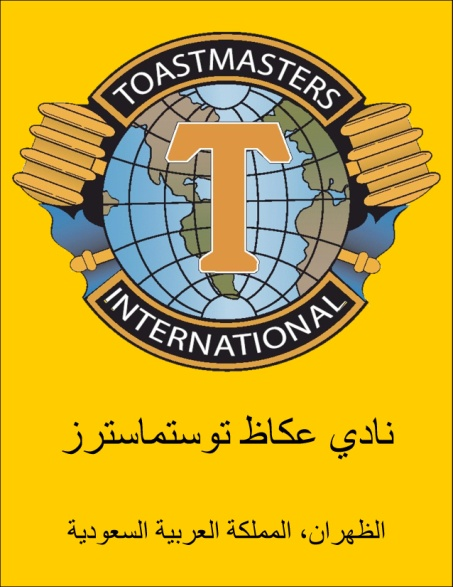 TOASTMASTERS
T
INTERNATIONAL
نادي عكاظ توستماسترز
الظهران، المملكة العربية السعودية